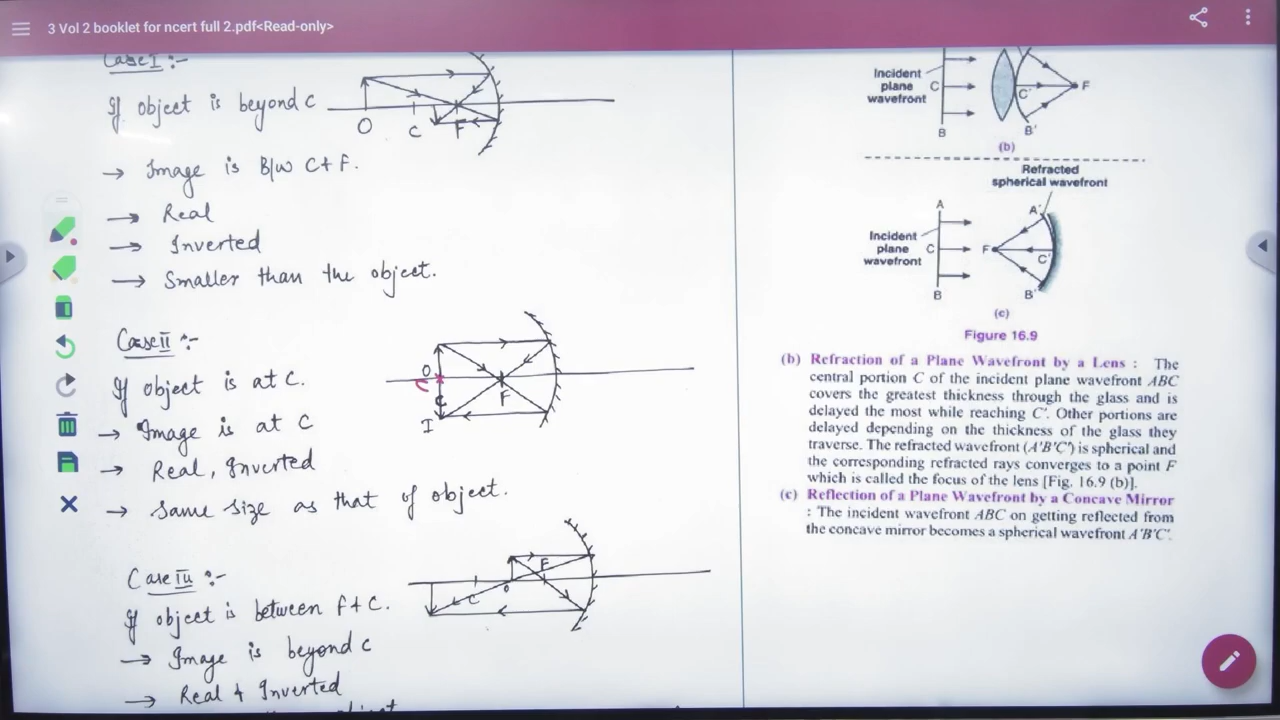 3 Vol 2 booklet for ncert full 2.pdf<Read-only>
Case I :-
If object is beyond C
O C F
→ Image is B/w C + F.
→ Real
→ Inverted
→ Smaller than the object.
Case II :-
If object is at C.
O C C F I
→ Image is at C
→ Real, Inverted
→ Same size as that of object.
Case III :-
If object is between F + C.
C O F
→ Image is beyond C
→ Real + Inverted
Incident
plane
wavefront
C
C'
F
B
B'
(b)
Refracted
spherical wavefront
A
A'
Incident
plane
wavefront
C
F
C'
B
B'
(c)
Figure 16.9
(b) Refraction of a Plane Wavefront by a Lens : The
central portion C of the incident plane wavefront ABC
covers the greatest thickness through the glass and is
delayed the most while reaching C'. Other portions are
delayed depending on the thickness of the glass they
traverse. The refracted wavefront (A'B'C') is spherical and
the corresponding refracted rays converges to a point F
which is called the focus of the lens [Fig. 16.9 (b)].
(c) Reflection of a Plane Wavefront by a Concave Mirror
: The incident wavefront ABC on getting reflected from
the concave mirror becomes a spherical wavefront A'B'C'.